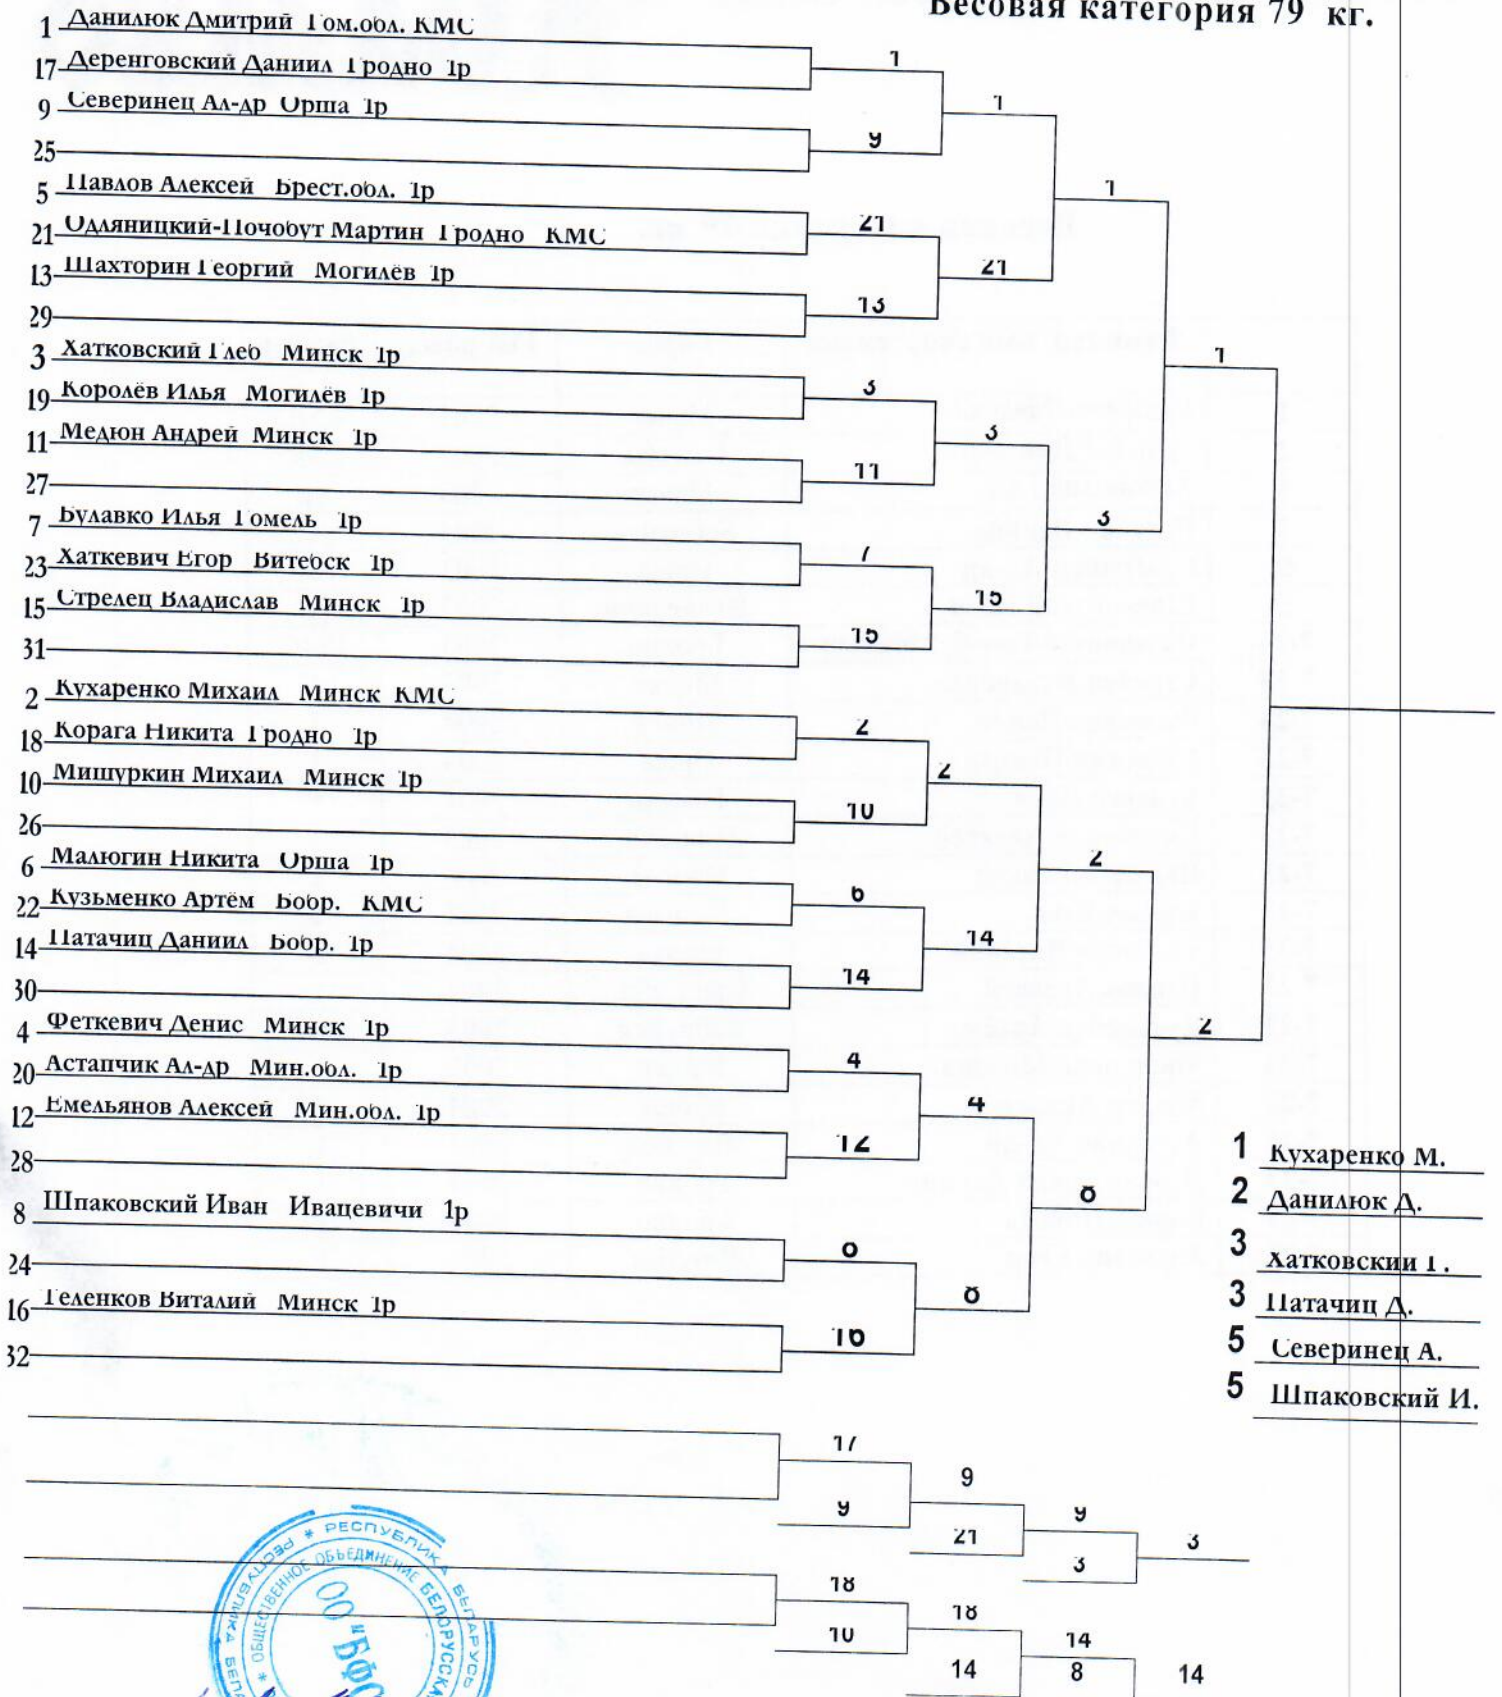 Весовая категория 79 кг.
1 Данилюк Дмитрий Гом.обл. КМС
17 Деренговский Даниил Гродно 1р
9 Северинец Ал-др Орша 1р
25
5 Павлов Алексей Брест.обл. 1р
21 Одляницкий-Почобут Мартин Гродно КМС
13 Шахторин Георгий Могилёв 1р
29
3 Хатковский Глеб Минск 1р
19 Королёв Илья Могилёв 1р
11 Медюн Андрей Минск 1р
27
7 Булавко Илья Гомель 1р
23 Хаткевич Егор Витебск 1р
15 Стрелец Владислав Минск 1р
31
2 Кухаренко Михаил Минск КМС
18 Корага Никита Гродно 1р
10 Мишуркин Михаил Минск 1р
26
6 Малюгин Никита Орша 1р
22 Кузьменко Артём Бобр. КМС
14 Патачиц Даниил Бобр. 1р
30
4 Феткевич Денис Минск 1р
20 Астапчик Ал-др Мин.обл. 1р
12 Емельянов Алексей Мин.обл. 1р
28
8 Шпаковский Иван Ивацевичи 1р
24
16 Геленков Виталий Минск 1р
32
1
9
21
13
3
11
7
15
2
10
6
14
4
12
8
16
1
21
3
15
2
14
4
8
1
3
2
8
1
2
1 Кухаренко М.
2 Данилюк Д.
3 Хатковский Г.
3 Патачиц Д.
5 Северинец А.
5 Шпаковский И.
17
9
9
21
9
3
3
18
10
18
14
14
8
14
РЕСПУБЛИКА БЕЛАРУСЬ
ОБЩЕСТВЕННОЕ ОБЪЕДИНЕНИЕ
ОО "БФС